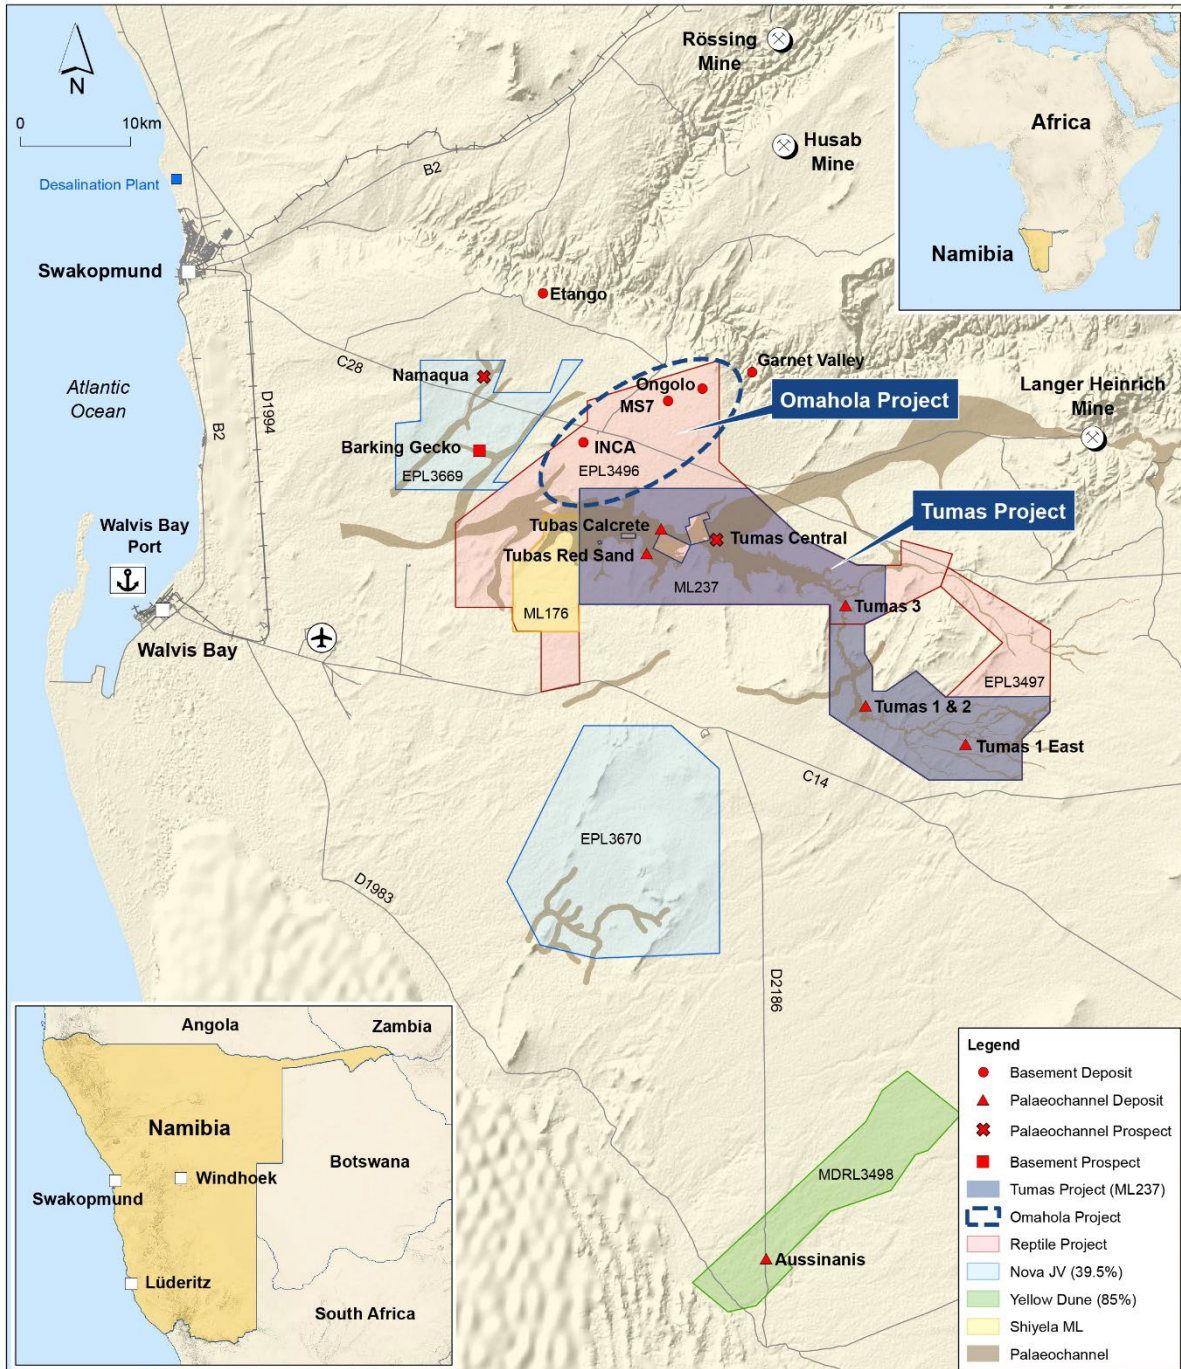 Rössing
Mine
N
0
10km
Husab
Mine
B2
Desalination Plant
Swakopmund
Africa
Namibia
Etango
C28
Namaqua
Garnet Valley
Atlantic
Ocean
B2
D1994
Ongolo
MS7
Omahola Project
Langer Heinrich
Mine
Barking Gecko
EPL3669
INCA
EPL3496
Tumas Project
Walvis Bay
Port
Tubas Calcrete
Tumas Central
Tubas Red Sand
ML237
ML176
Tumas 3
Walvis Bay
EPL3497
Tumas 1 & 2
Tumas 1 East
C14
EPL3670
D1983
D2186
Angola
Zambia
Namibia
Botswana
Windhoek
Swakopmund
Lüderitz
South Africa
MDRL3498
Aussinanis
Legend
Basement Deposit
Palaeochannel Deposit
Palaeochannel Prospect
Basement Prospect
Tumas Project (ML237)
Omahola Project
Reptile Project
Nova JV (39.5%)
Yellow Dune (85%)
Shiyela ML
Palaeochannel